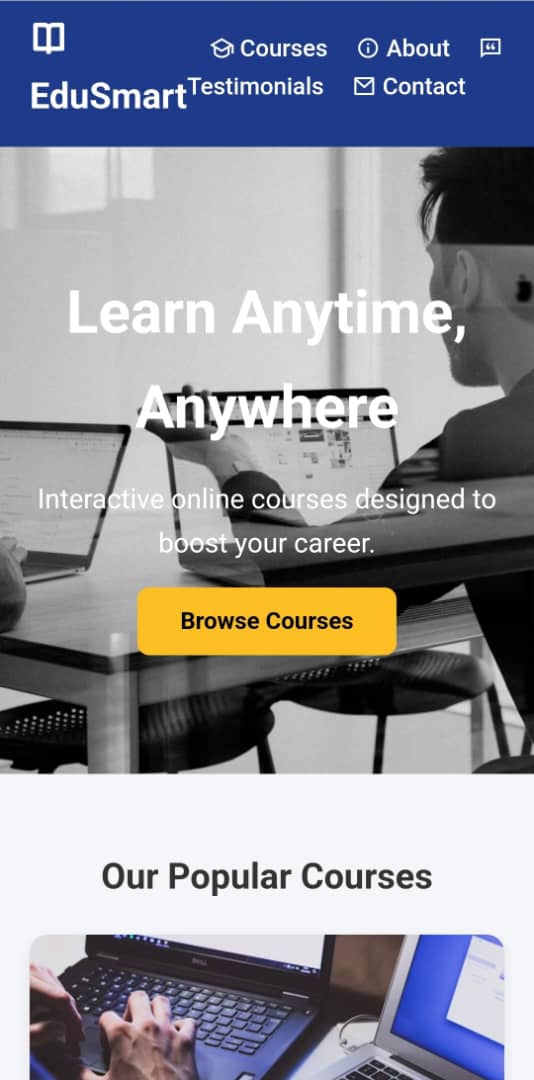 Courses About
EduSmart Testimonials Contact
Learn Anytime,
Anywhere
Interactive online courses designed to
boost your career.
Browse Courses
Our Popular Courses
DELL